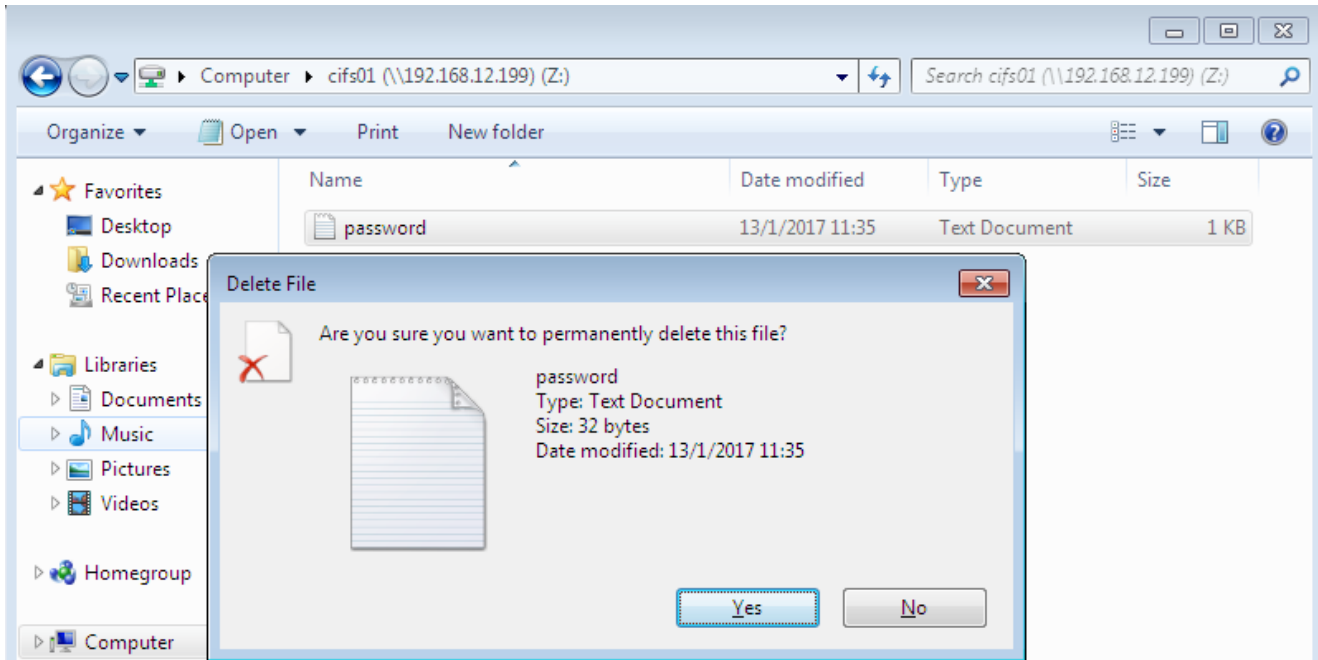 Computer ▸ cifs01 (\\192.168.12.199) (Z:)
Search cifs01 (\\192.168.12.199) (Z:)
Organize Open Print New folder
Favorites
Desktop
Downloads
Recent Place
Libraries
Documents
Music
Pictures
Videos
Homegroup
Computer
Name Date modified Type Size
password 13/1/2017 11:35 Text Document 1 KB
Delete File
Are you sure you want to permanently delete this file?
password
Type: Text Document
Size: 32 bytes
Date modified: 13/1/2017 11:35
Yes No